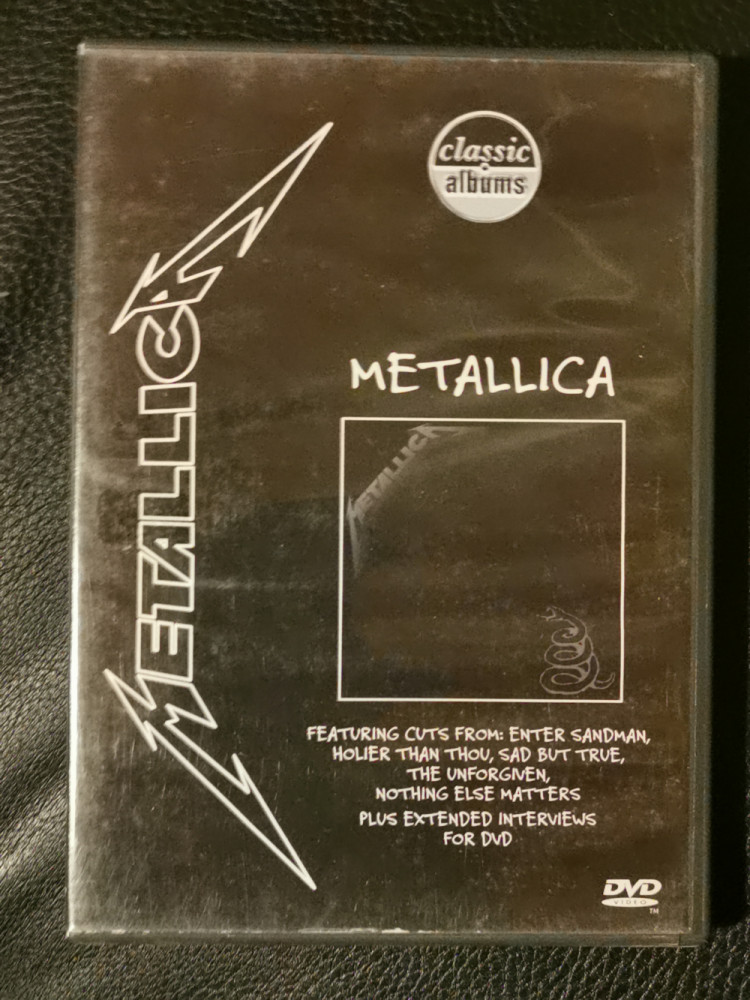 METALLICA
classic
albums
METALLICA
METALLICA
FEATURING CUTS FROM: ENTER SANDMAN,
HOLIER THAN THOU, SAD BUT TRUE,
THE UNFORGIVEN,
NOTHING ELSE MATTERS
PLUS EXTENDED INTERVIEWS
FOR DVD
DVD
VIDEO
TM